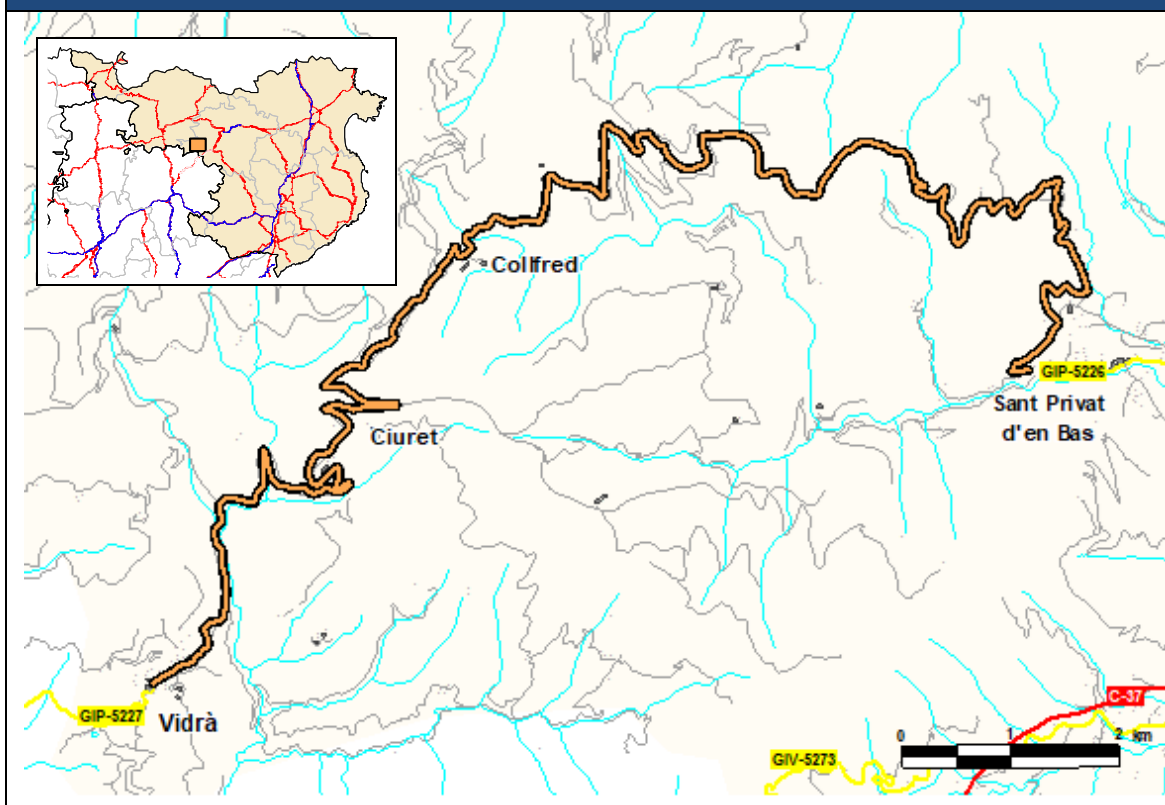 Collfred
GIP-5226
Sant Privat
d'en Bas
Ciuret
GIP-5227
Vidrà
C-37
0 1 2 km
GIV-5273